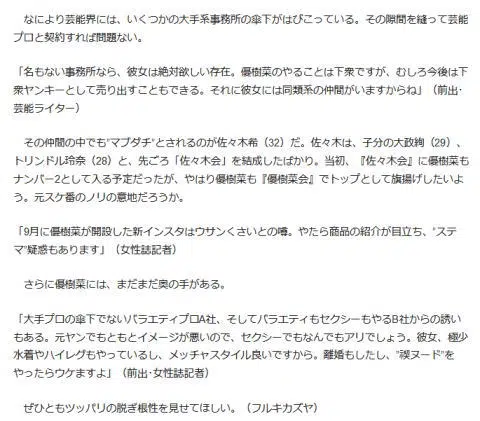 なにより芸能界には、いくつかの大手系事務所の傘下がはびこっている。その隙間を縫って芸能
プロと契約すれば問題ない。
「名もない事務所なら、彼女は絶対欲しい存在。優樹菜のやることは下衆ですが、むしろ今後は下
衆ヤンキーとして売り出すこともできる。それに彼女には同類系の仲間がいますからね」（前出・
芸能ライター）
その仲間の中でも“マブダチ”とされるのが佐々木希（32）だ。佐々木は、子分の大政絢（29）、
トリンドル玲奈（28）と、先ごろ「佐々木会」を結成したばかり。当初、『佐々木会』に優樹菜も
ナンバー2として入る予定だったが、やはり優樹菜も『優樹菜会』でトップとして旗揚げしたいよ
う。元スケ番のノリの意地だろうか。
「9月に優樹菜が開設した新インスタはウサンくさいとの噂。やたら商品の紹介が目立ち、“ステ
マ”疑惑もあります」（女性誌記者）
さらに優樹菜には、まだまだ奥の手がある。
「大手プロの傘下でないバラエティプロA社、そしてバラエティもセクシーもやるB社からの誘い
もある。元ヤンでもともとイメージが悪いので、セクシーでもなんでもアリでしょう。彼女、極少
水着やハイレグもやっているし、メッチャスタイル良いですから。離婚もしたし、“禊ヌード”を
やったらウケますよ」（前出・女性誌記者）
ぜひともツッパリの脱ぎ根性を見せてほしい。（フルキカズヤ）